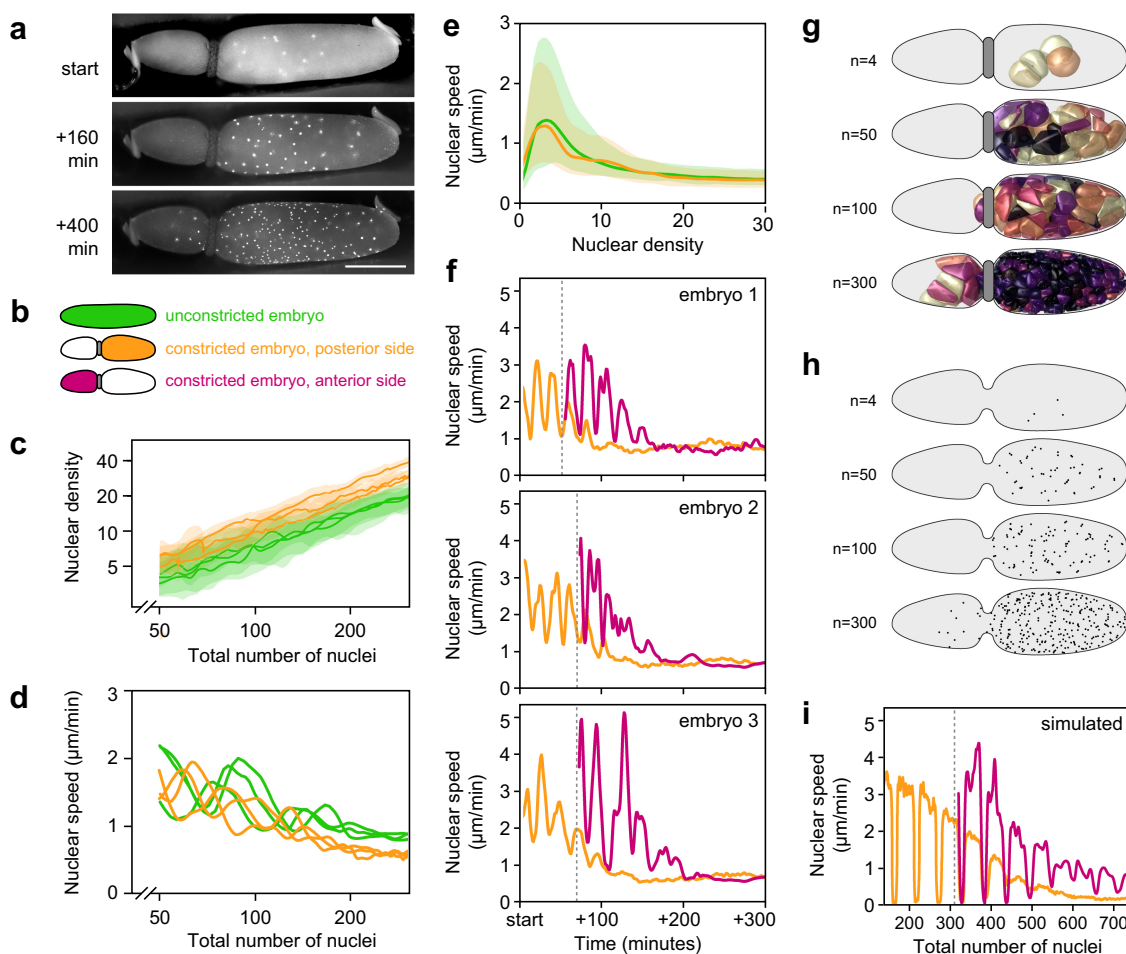 a
start
+160
min
+400
min
b
unconstricted embryo
constricted embryo, posterior side
constricted embryo, anterior side
c
Nuclear density
40
20
10
5
50
100
200
Total number of nuclei
d
Nuclear speed (μm/min)
3
2
1
0
50
100
200
Total number of nuclei
e
Nuclear speed
(μm/min)
3
2
1
0
0
10
20
30
Nuclear density
f
embryo 1
Nuclear speed
(μm/min)
5
4
3
2
1
0
embryo 2
Nuclear speed
(μm/min)
5
4
3
2
1
0
embryo 3
Nuclear speed
(μm/min)
5
4
3
2
1
0
start
+100
+200
+300
Time (minutes)
g
n=4
n=50
n=100
n=300
h
n=4
n=50
n=100
n=300
i
simulated
Nuclear speed
(μm/min)
5
4
3
2
1
0
200
300
400
500
600
700
Total number of nuclei